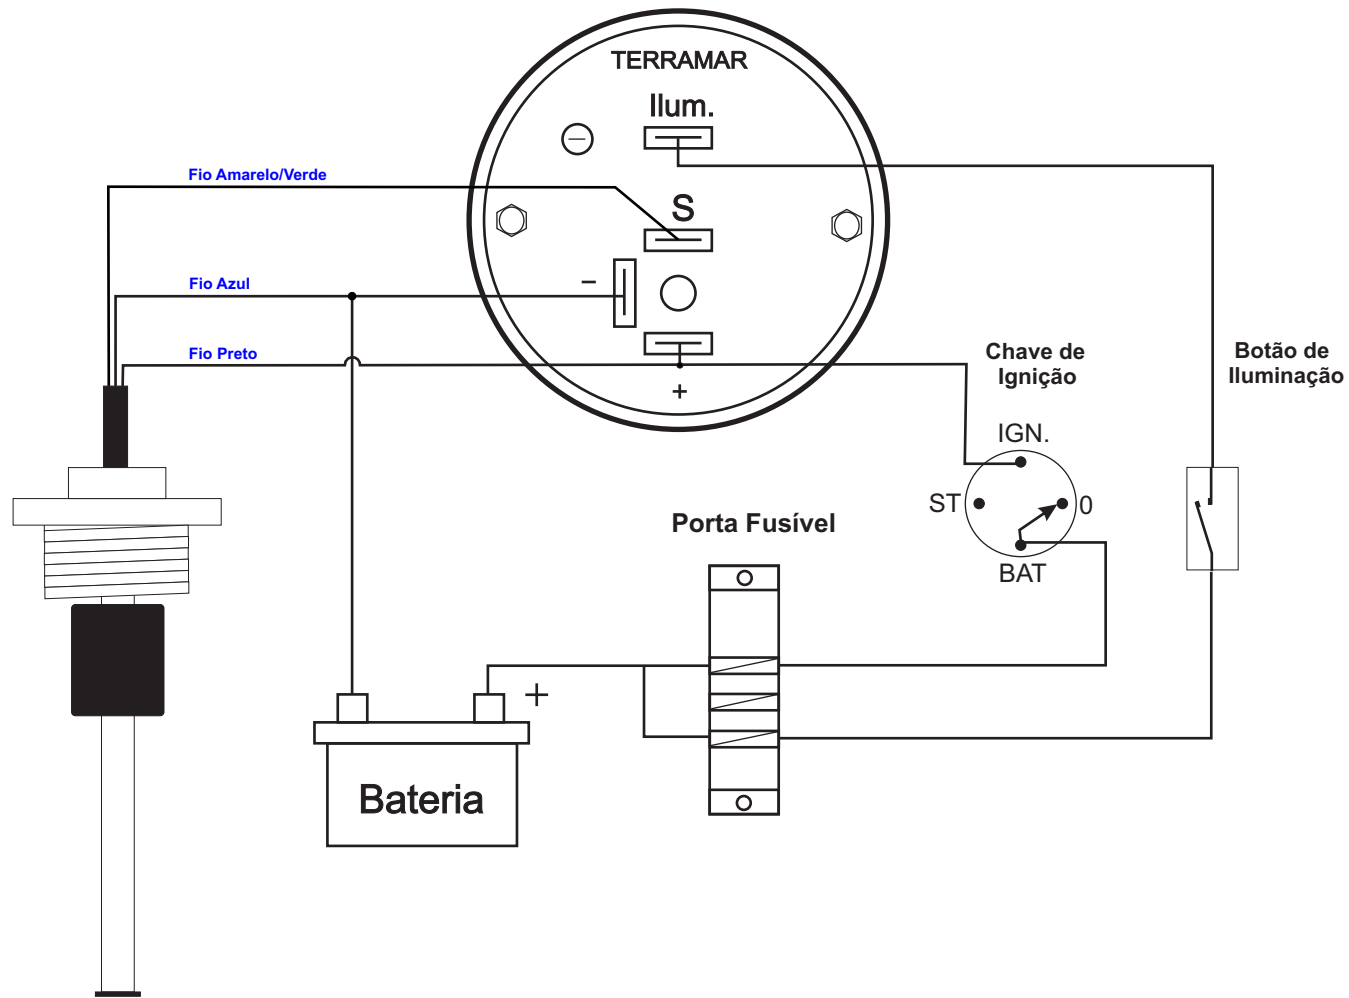 TERRAMAR
Ilum.
Fio Amarelo/Verde
S
Fio Azul
-
Fio Preto
+
Chave de
Ignição
Botão de
Iluminação
IGN.
ST
0
BAT
Porta Fusível
+
Bateria